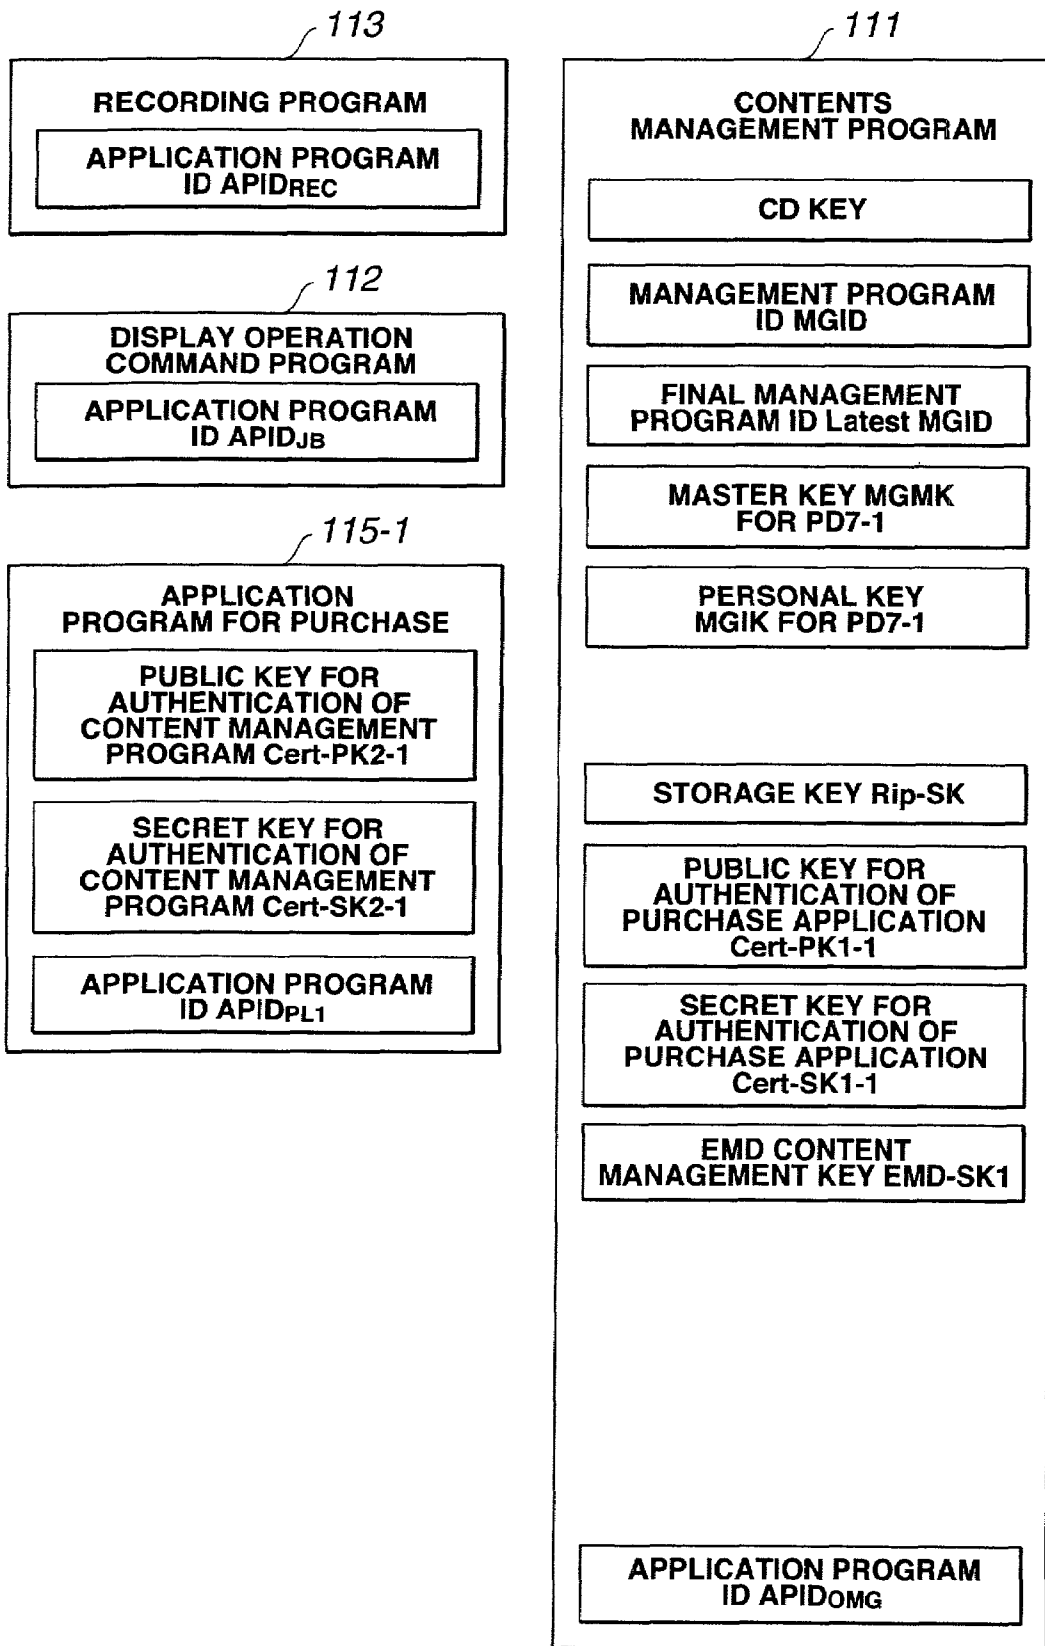 113
RECORDING PROGRAM
APPLICATION PROGRAM
ID APIDREC
112
DISPLAY OPERATION
COMMAND PROGRAM
APPLICATION PROGRAM
ID APIDJB
115-1
APPLICATION
PROGRAM FOR PURCHASE
PUBLIC KEY FOR
AUTHENTICATION OF
CONTENT MANAGEMENT
PROGRAM Cert-PK2-1
SECRET KEY FOR
AUTHENTICATION OF
CONTENT MANAGEMENT
PROGRAM Cert-SK2-1
APPLICATION PROGRAM
ID APIDPL1
111
CONTENTS
MANAGEMENT PROGRAM
CD KEY
MANAGEMENT PROGRAM
ID MGID
FINAL MANAGEMENT
PROGRAM ID Latest MGID
MASTER KEY MGMK
FOR PD7-1
PERSONAL KEY
MGIK FOR PD7-1
STORAGE KEY Rip-SK
PUBLIC KEY FOR
AUTHENTICATION OF
PURCHASE APPLICATION
Cert-PK1-1
SECRET KEY FOR
AUTHENTICATION OF
PURCHASE APPLICATION
Cert-SK1-1
EMD CONTENT
MANAGEMENT KEY EMD-SK1
APPLICATION PROGRAM
ID APIDOMG